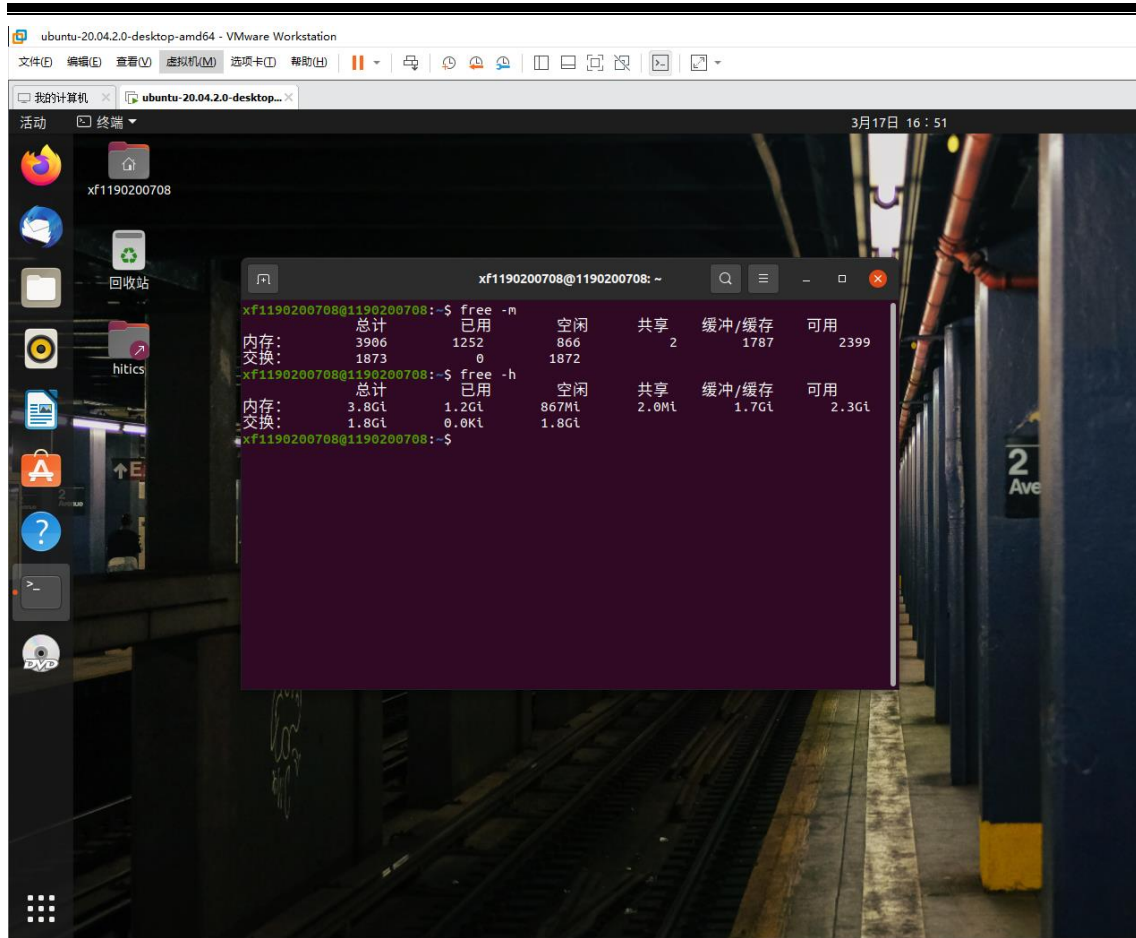 ubuntu-20.04.2.0-desktop-amd64 - VMware Workstation
文件(F) 编辑(E) 查看(V) 虚拟机(M) 选项卡(T) 帮助(H)
我的计算机 ubuntu-20.04.2.0-desktop...
活动 终端 3月17日 16：51
xf1190200708
回收站
hitics
xf1190200708@1190200708: ~
xf1190200708@1190200708:~$ free -m
总计 已用 空闲 共享 缓冲/缓存 可用
内存： 3906 1252 866 2 1787 2399
交换： 1873 0 1872
xf1190200708@1190200708:~$ free -h
总计 已用 空闲 共享 缓冲/缓存 可用
内存： 3.8Gi 1.2Gi 867Mi 2.0Mi 1.7Gi 2.3Gi
交换： 1.8Gi 0.0Ki 1.8Gi
xf1190200708@1190200708:~$
E
2
Ave
DVD